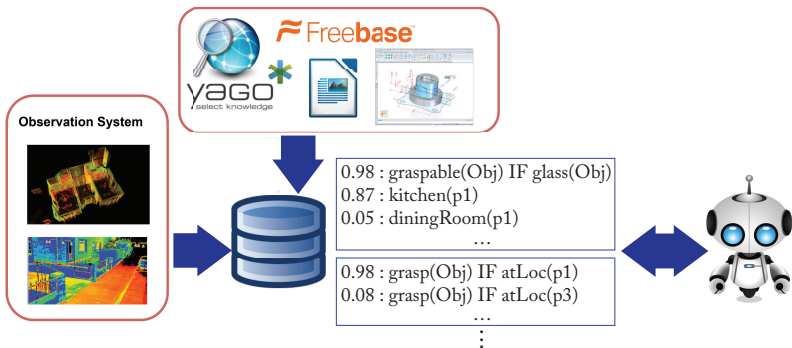 Freebase™
yago
select knowledge
Observation System
0.98 : graspable(Obj) IF glass(Obj)
0.87 : kitchen(p1)
0.05 : diningRoom(p1)
...
0.98 : grasp(Obj) IF atLoc(p1)
0.08 : grasp(Obj) IF atLoc(p3)
...